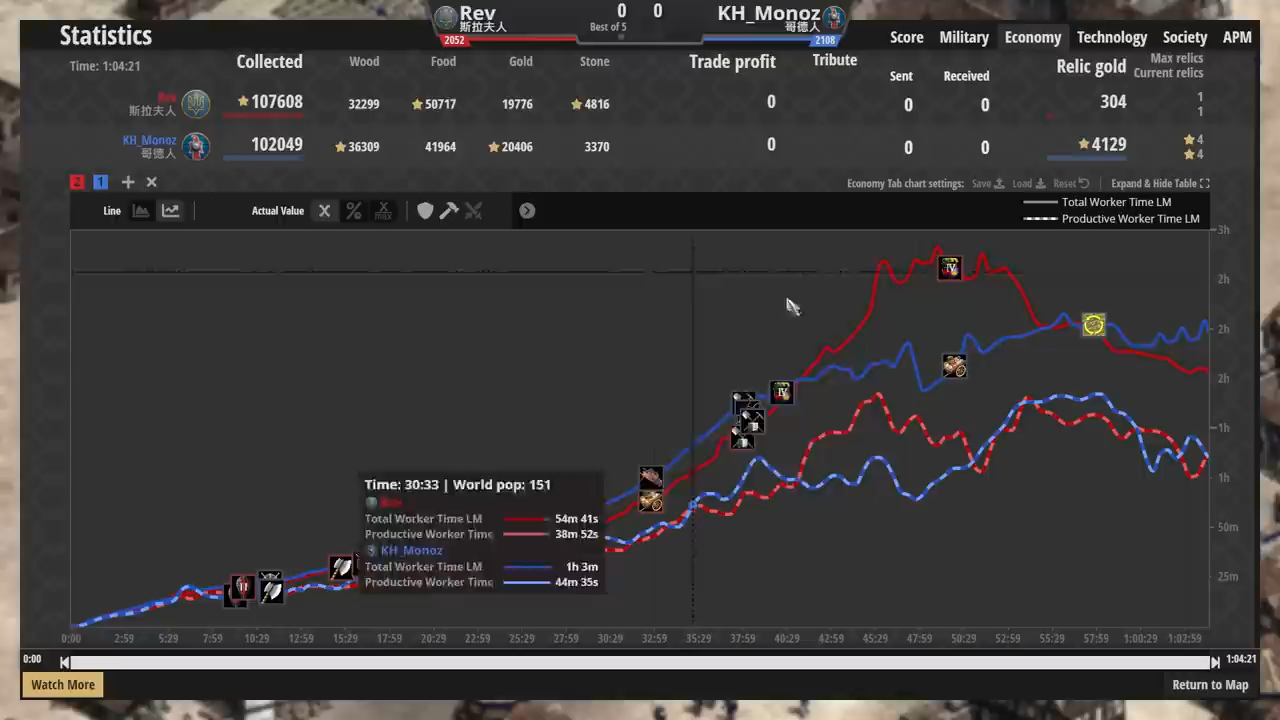 Rev 0 0 KH_Monoz
斯拉夫人 Best of 5 哥德人
2052 2108
Statistics
Score Military Economy Technology Society APM
Time: 1:04:21
Collected Wood Food Gold Stone Trade profit Tribute Sent Received Relic gold Max relics
Current relics
Rev 107608 32299 50717 19776 4816 0 0 0 304 1
斯拉夫人 1
KH_Monoz 102049 36309 41964 20406 3370 0 0 0 4129 4
哥德人 4
2 1 + ×
Economy Tab chart settings: Save Load Reset Expand & Hide Table
Line Actual Value X % X max
Total Worker Time LM
Productive Worker Time LM
3h
2h
2h
2h
1h
1h
50m
25m
IV
IV
II
Time: 30:33 | World pop: 151
Rev
Total Worker Time LM 54m 41s
Productive Worker Time 38m 52s
KH_Monoz
Total Worker Time LM 1h 3m
Productive Worker Time 44m 35s
0:00 2:59 5:29 7:59 10:29 12:59 15:29 17:59 20:29 22:59 25:29 27:59 30:29 32:59 35:29 37:59 40:29 42:59 45:29 47:59 50:29 52:59 55:29 57:59 1:00:29 1:02:59
0:00 1:04:21
Watch More Return to Map